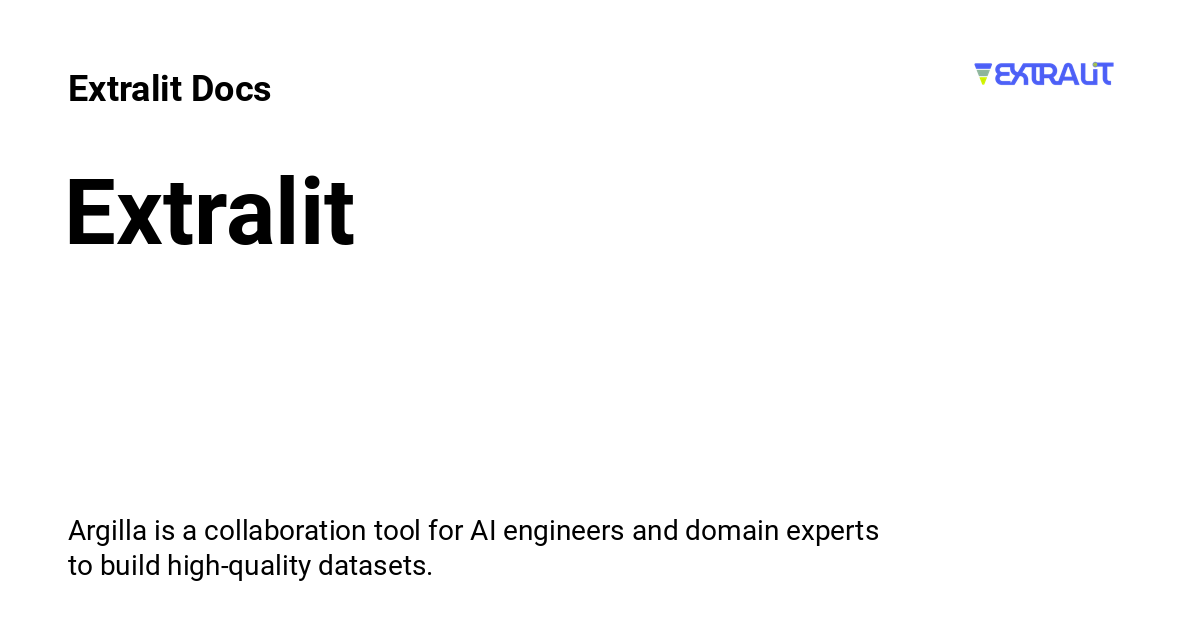 Extralit Docs
EXTRALIT
Extralit
Argilla is a collaboration tool for AI engineers and domain experts
to build high-quality datasets.